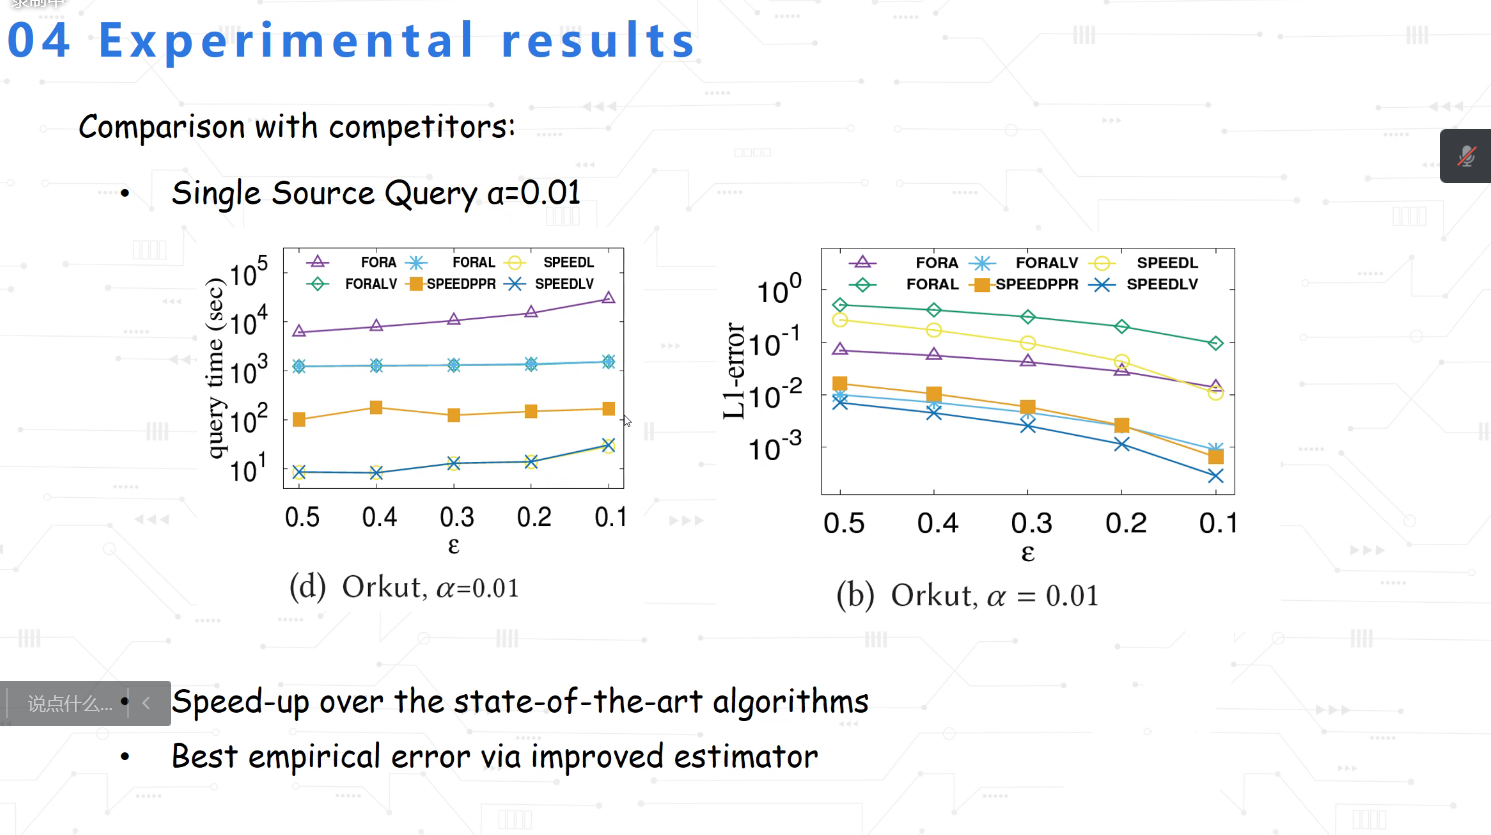 04 Experimental results
Comparison with competitors:
• Single Source Query α=0.01
FORA FORAL SPEEDL
FORALV SPEEDPPR SPEEDLV
query time (sec)
10^5
10^4
10^3
10^2
10^1
0.5 0.4 0.3 0.2 0.1
ε
(d) Orkut, α=0.01
FORA FORALV SPEEDL
FORAL SPEEDPPR SPEEDLV
L1-error
10^0
10^-1
10^-2
10^-3
0.5 0.4 0.3 0.2 0.1
ε
(b) Orkut, α = 0.01
说点什么...
• Speed-up over the state-of-the-art algorithms
• Best empirical error via improved estimator